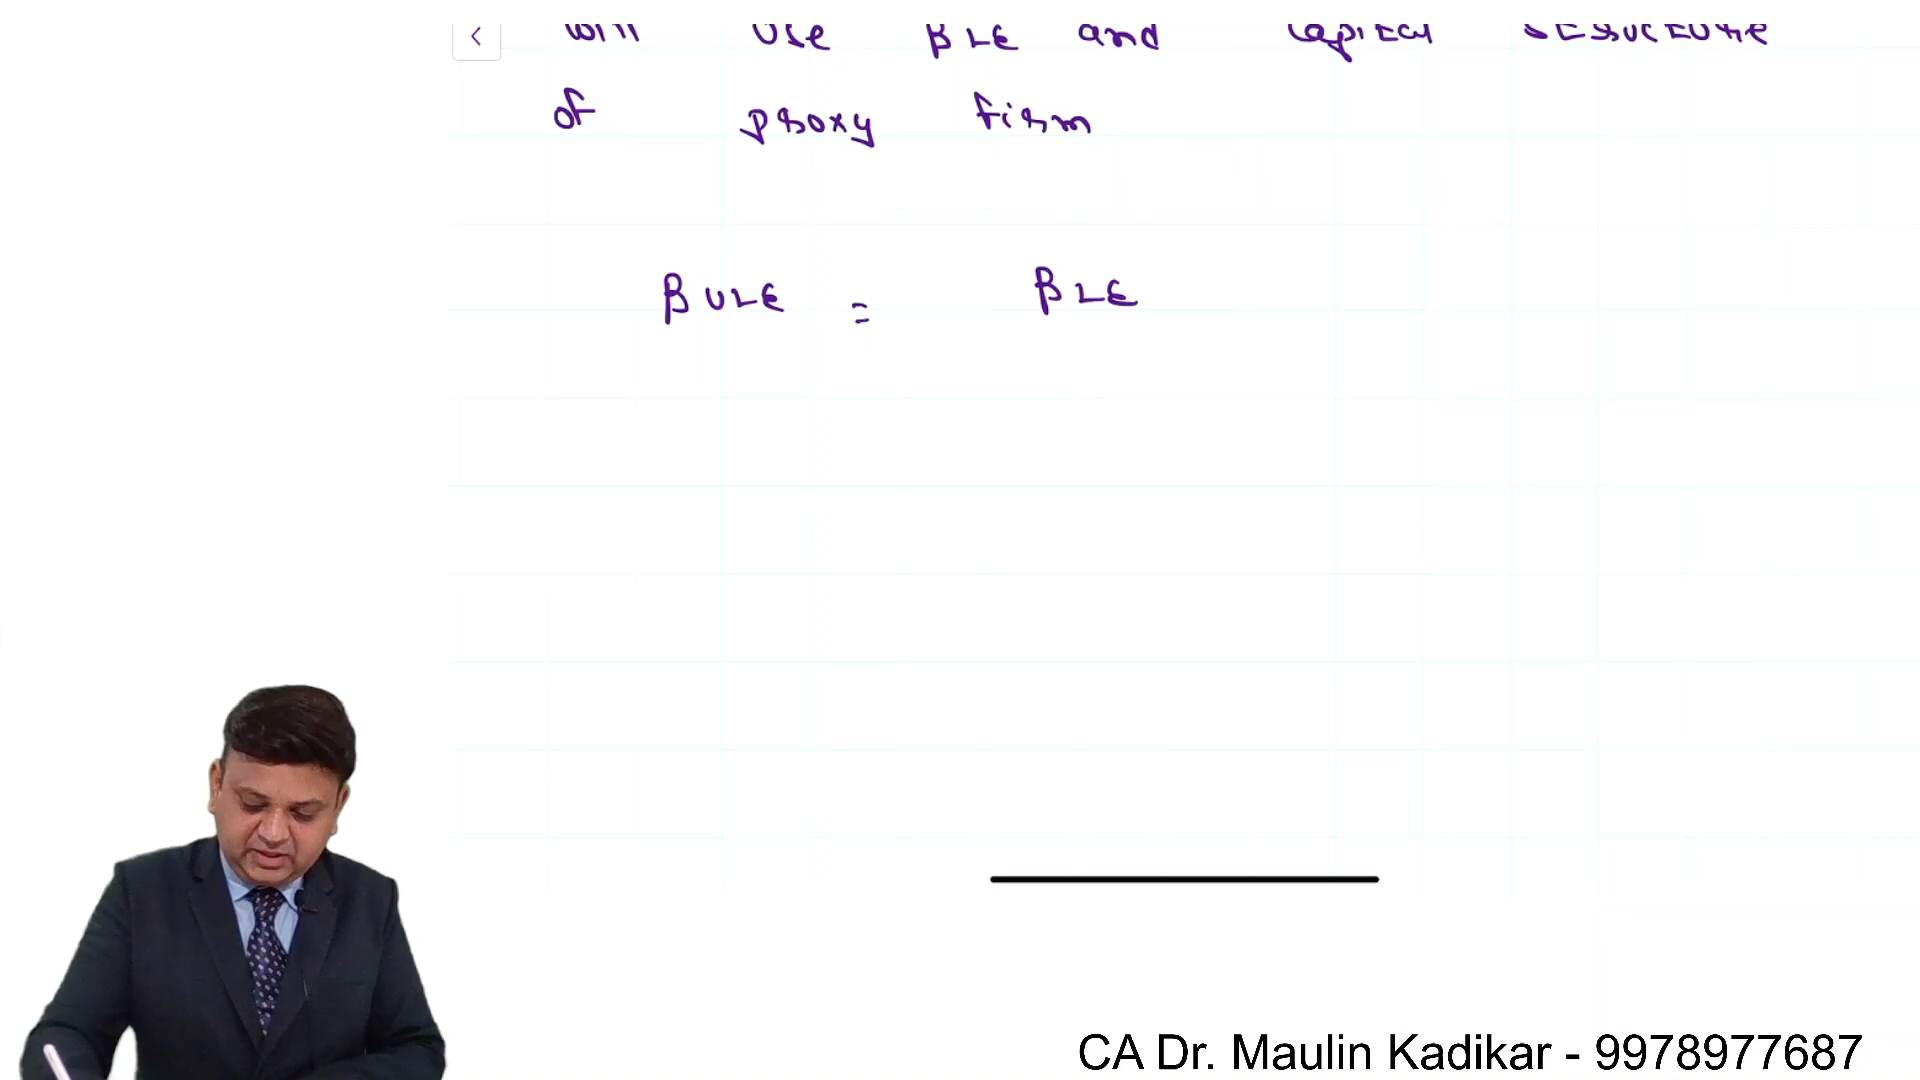 will use βLE and capital structure
of proxy firm
βULE = βLE
CA Dr. Maulin Kadikar - 9978977687